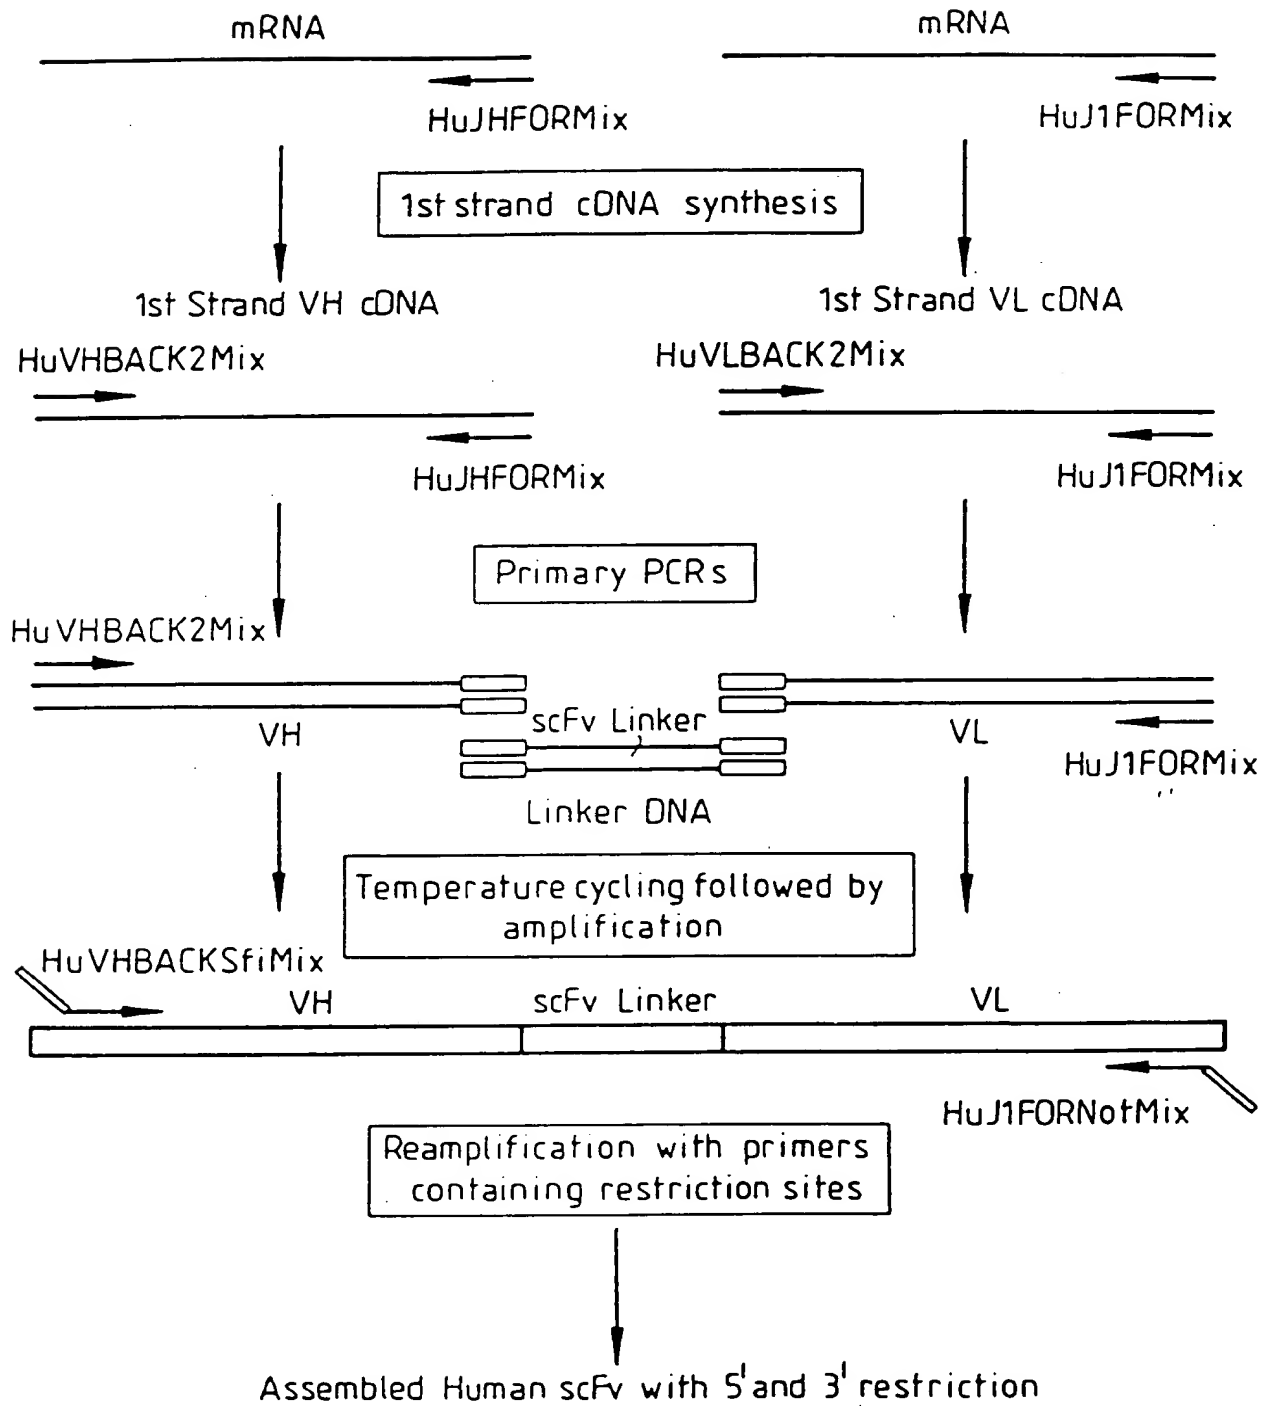 mRNA
mRNA
HuJHFORMix
HuJ1FORMix
1st strand cDNA synthesis
1st Strand VH cDNA
1st Strand VL cDNA
HuVHBACK2Mix
HuVLBACK2Mix
HuJHFORMix
HuJ1FORMix
Primary PCRs
HuVHBACK2Mix
scFv Linker
VH
VL
HuJ1FORMix
Linker DNA
Temperature cycling followed by
amplification
HuVHBACKSfiMix
VH
scFv Linker
VL
HuJ1FORNotMix
Reamplification with primers
containing restriction sites
Assembled Human scFv with 5' and 3' restriction